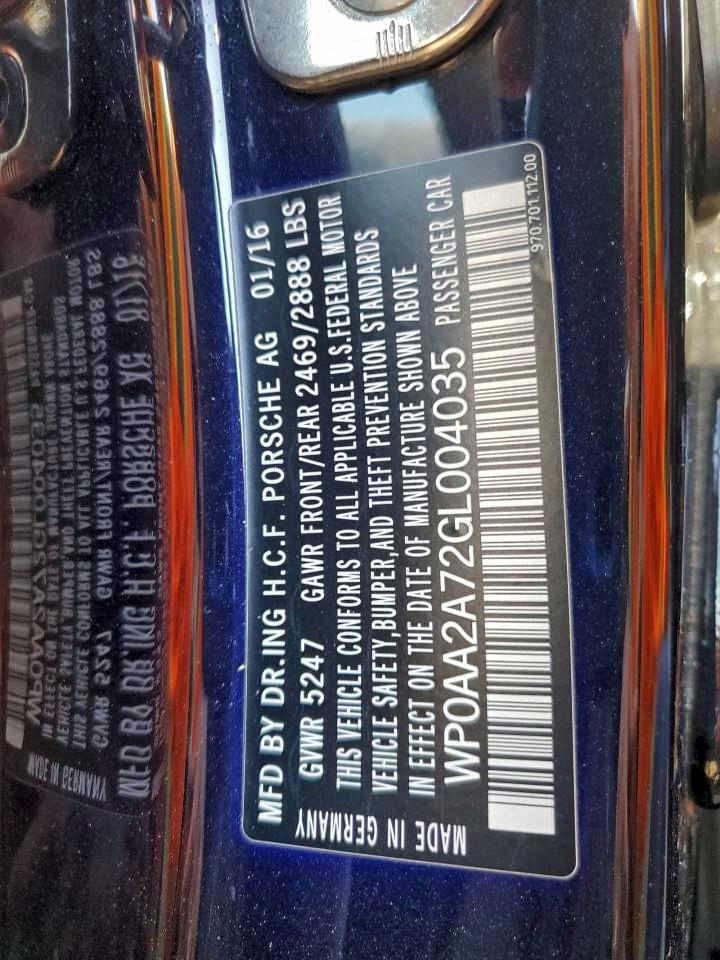 MFD BY DR.ING H.C.F. PORSCHE AG 01/16
GVWR 5247 GAWR FRONT/REAR 2469/2888 LBS
THIS VEHICLE CONFORMS TO ALL APPLICABLE U.S.FEDERAL MOTOR
VEHICLE SAFETY,BUMPER,AND THEFT PREVENTION STANDARDS
IN EFFECT ON THE DATE OF MANUFACTURE SHOWN ABOVE
WP0AA2A72GL004035 PASSENGER CAR
970.701.112.00
MADE IN GERMANY